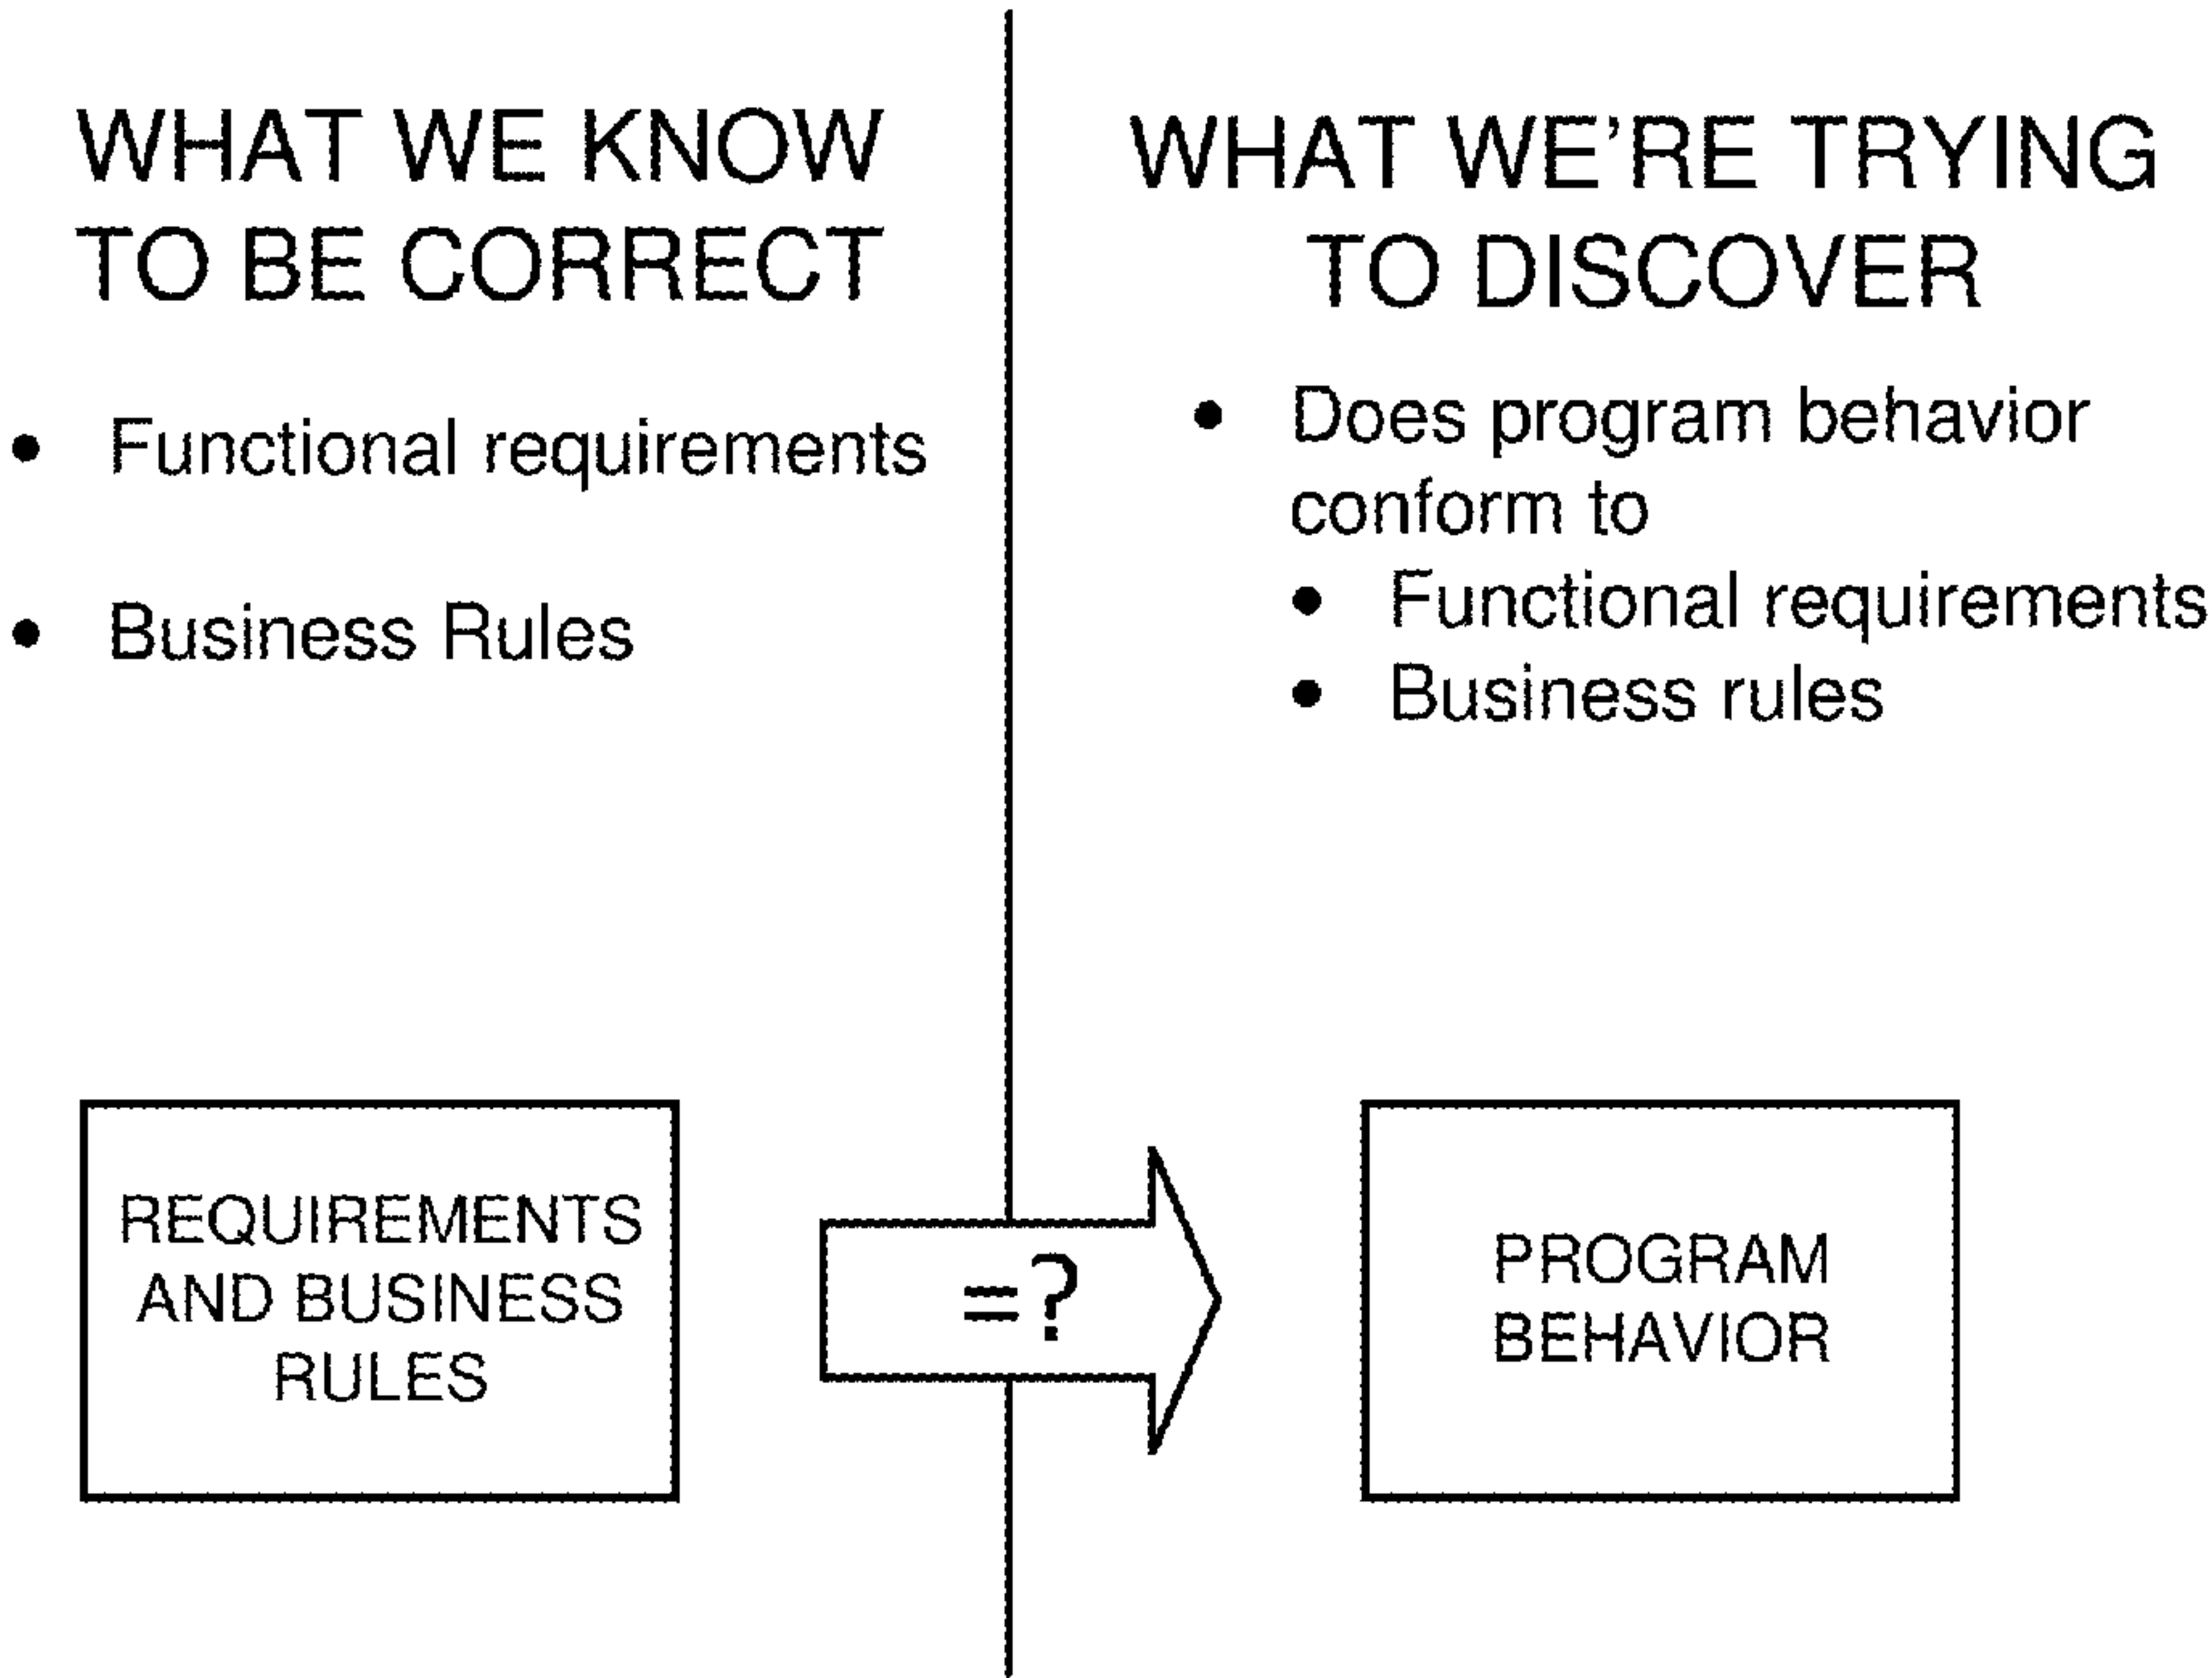 WHAT WE KNOW
TO BE CORRECT
• Functional requirements
• Business Rules
WHAT WE'RE TRYING
TO DISCOVER
• Does program behavior
conform to
• Functional requirements
• Business rules
REQUIREMENTS
AND BUSINESS
RULES
=?
PROGRAM
BEHAVIOR